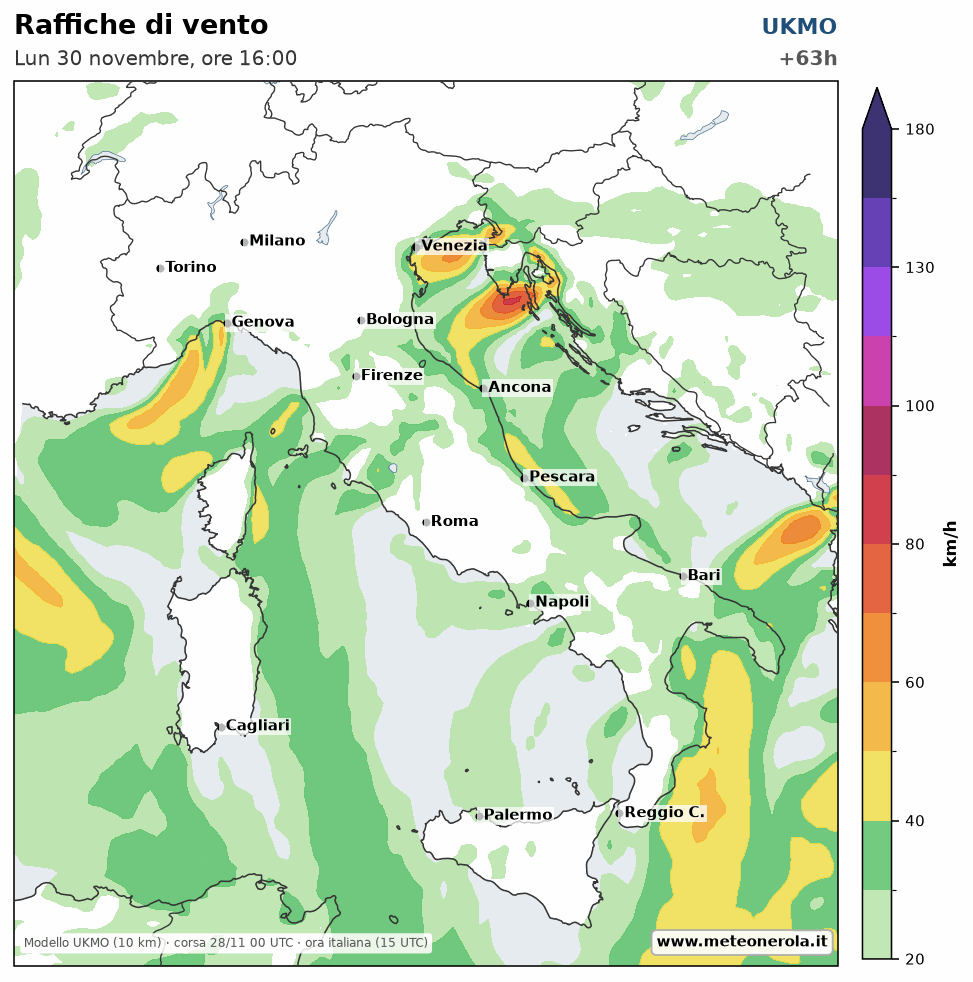 Raffiche di vento
UKMO
Lun 30 novembre, ore 16:00
+63h
180
Venezia
Milano
Torino
130
Genova
Bologna
Firenze
Ancona
100
Pescara
Roma
80
km/h
Bari
Napoli
60
Cagliari
Palermo
Reggio C.
40
Modello UKMO (10 km) · corsa 28/11 00 UTC · ora italiana (15 UTC)
www.meteonerola.it
20